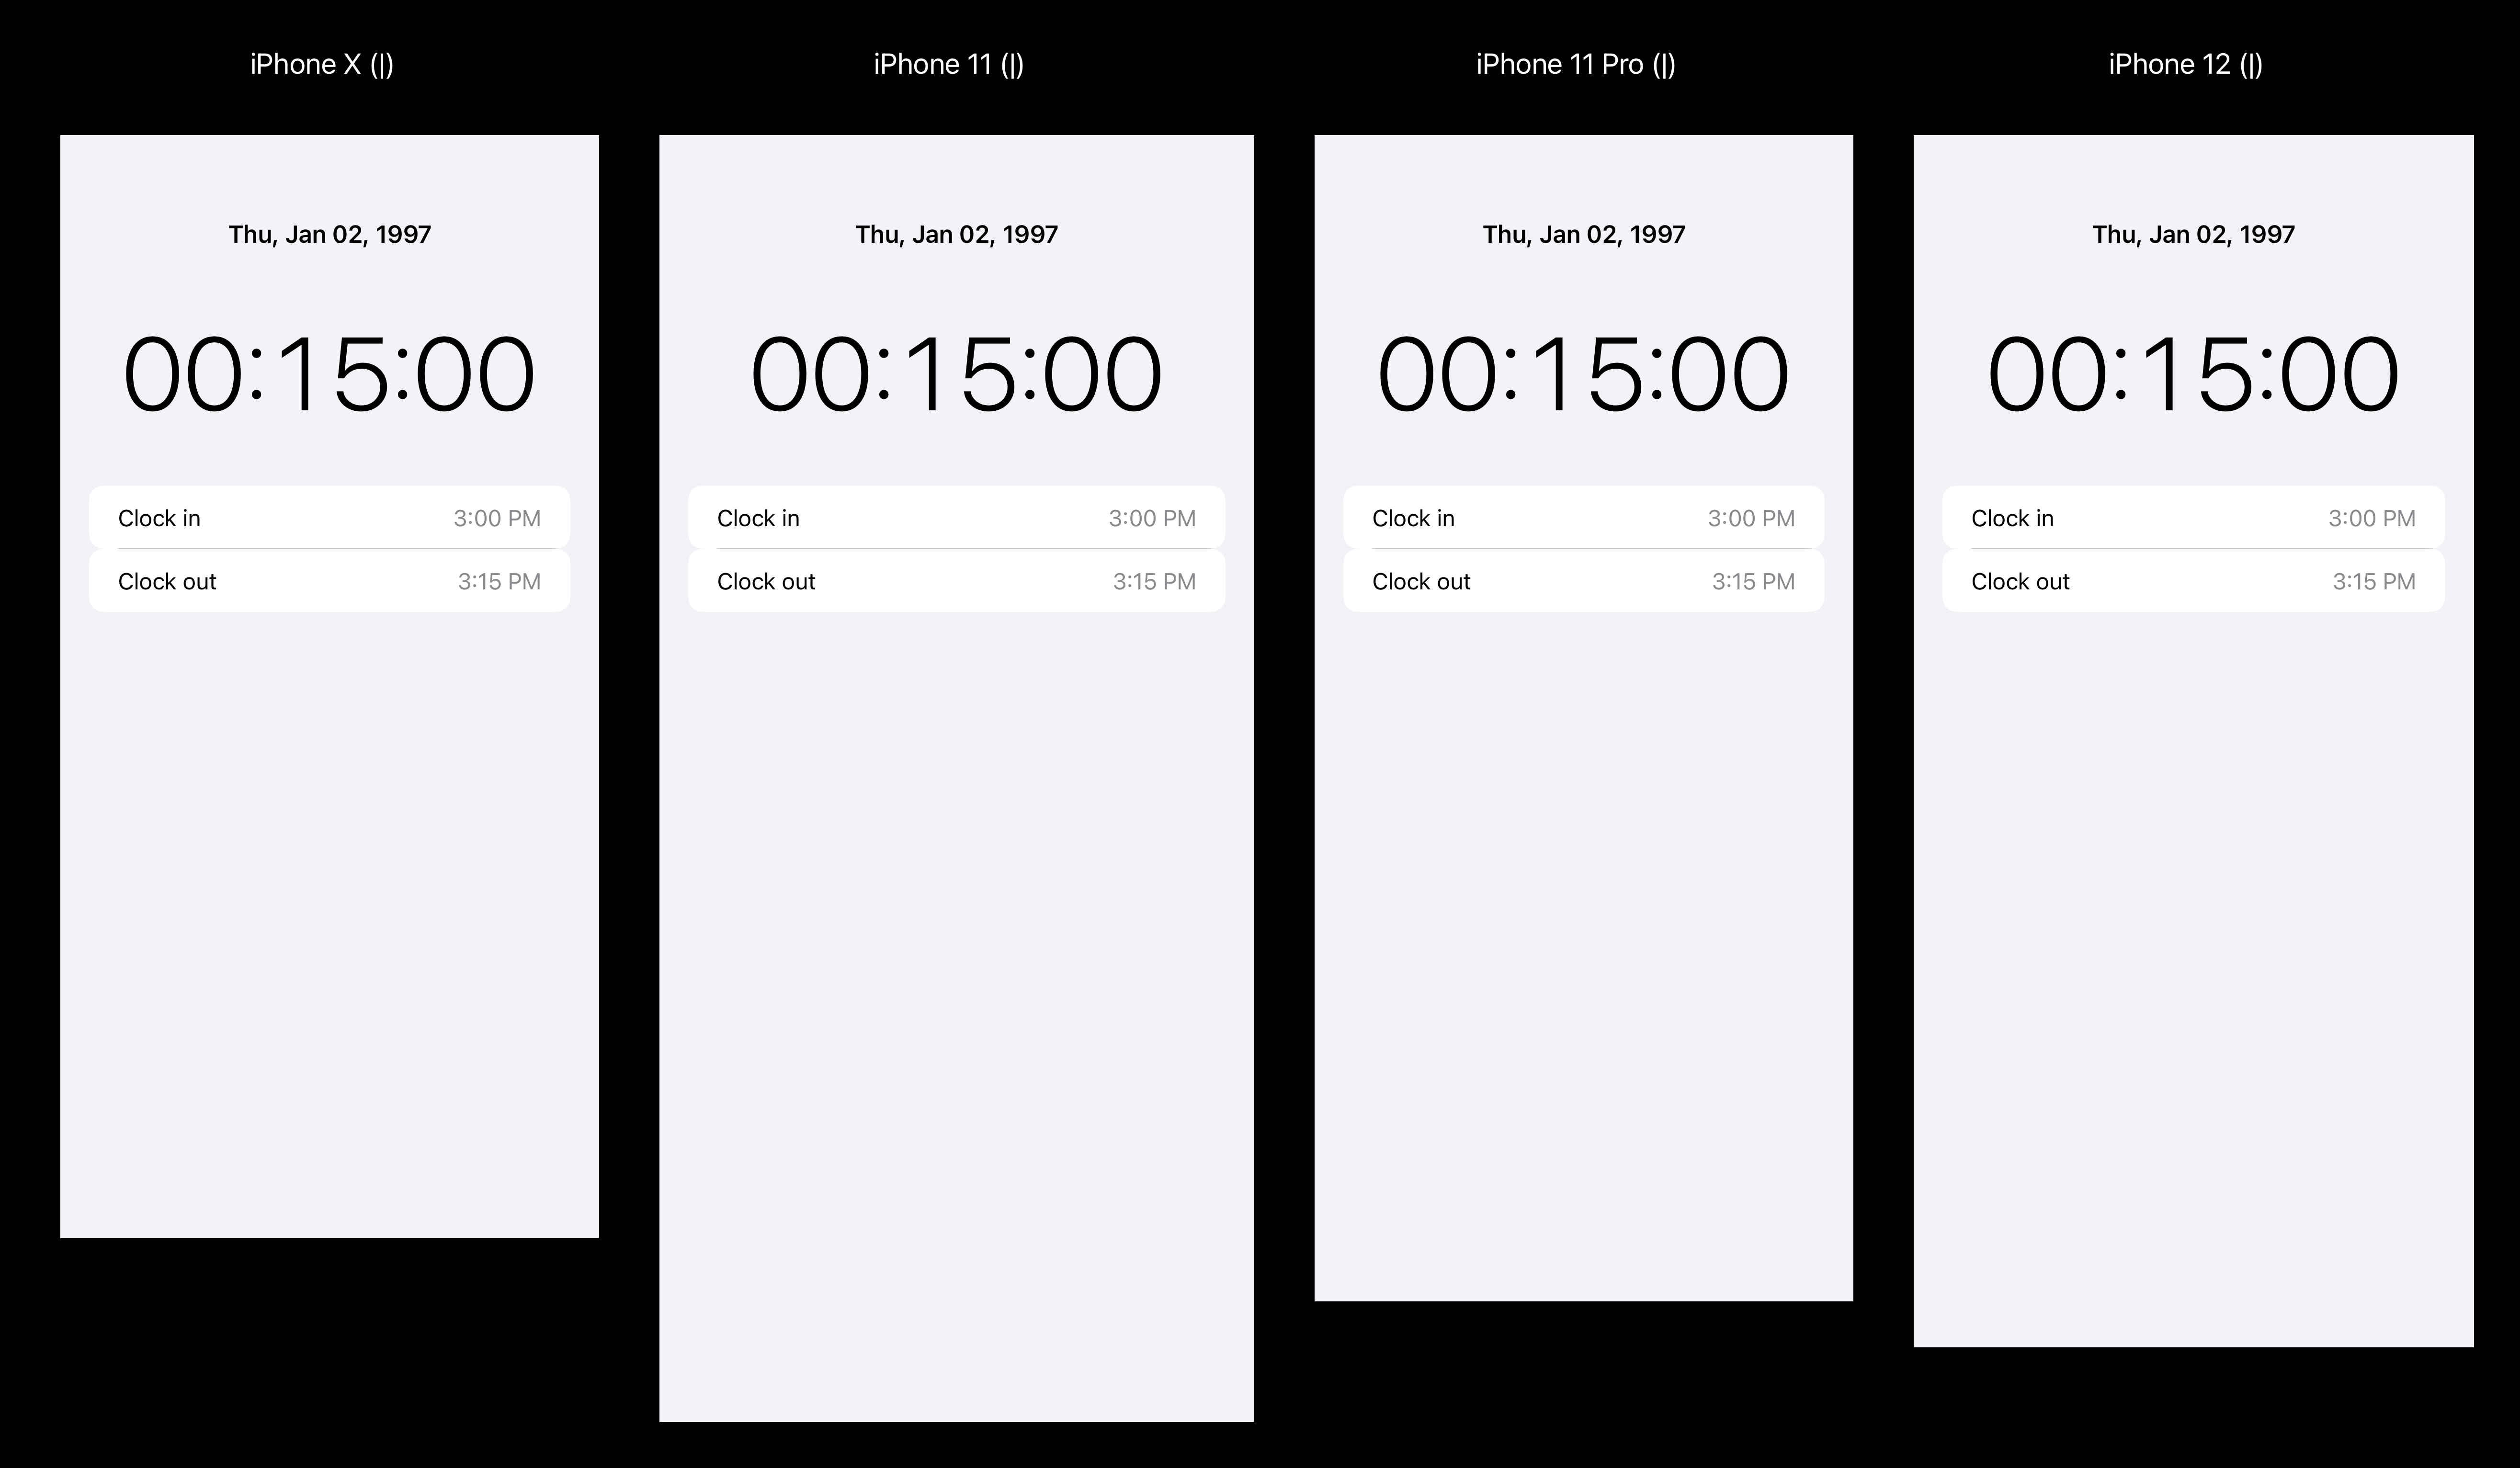 iPhone X (|)
Thu, Jan 02, 1997
00:15:00
Clock in 3:00 PM
Clock out 3:15 PM
iPhone 11 (|)
Thu, Jan 02, 1997
00:15:00
Clock in 3:00 PM
Clock out 3:15 PM
iPhone 11 Pro (|)
Thu, Jan 02, 1997
00:15:00
Clock in 3:00 PM
Clock out 3:15 PM
iPhone 12 (|)
Thu, Jan 02, 1997
00:15:00
Clock in 3:00 PM
Clock out 3:15 PM